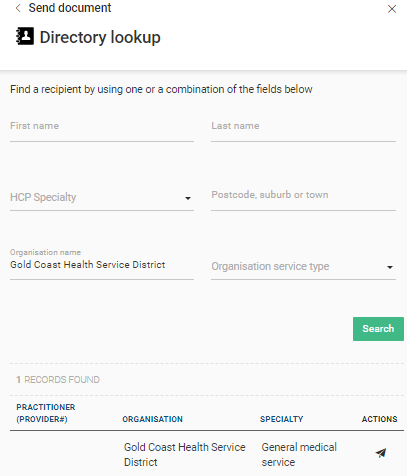 Send document
Directory lookup
Find a recipient by using one or a combination of the fields below
First name
Last name
HCP Specialty
Postcode, suburb or town
Organisation name
Gold Coast Health Service District
Organisation service type
Search
1 RECORDS FOUND
PRACTITIONER
(PROVIDER#)
ORGANISATION
SPECIALTY
ACTIONS
Gold Coast Health Service
District
General medical
service